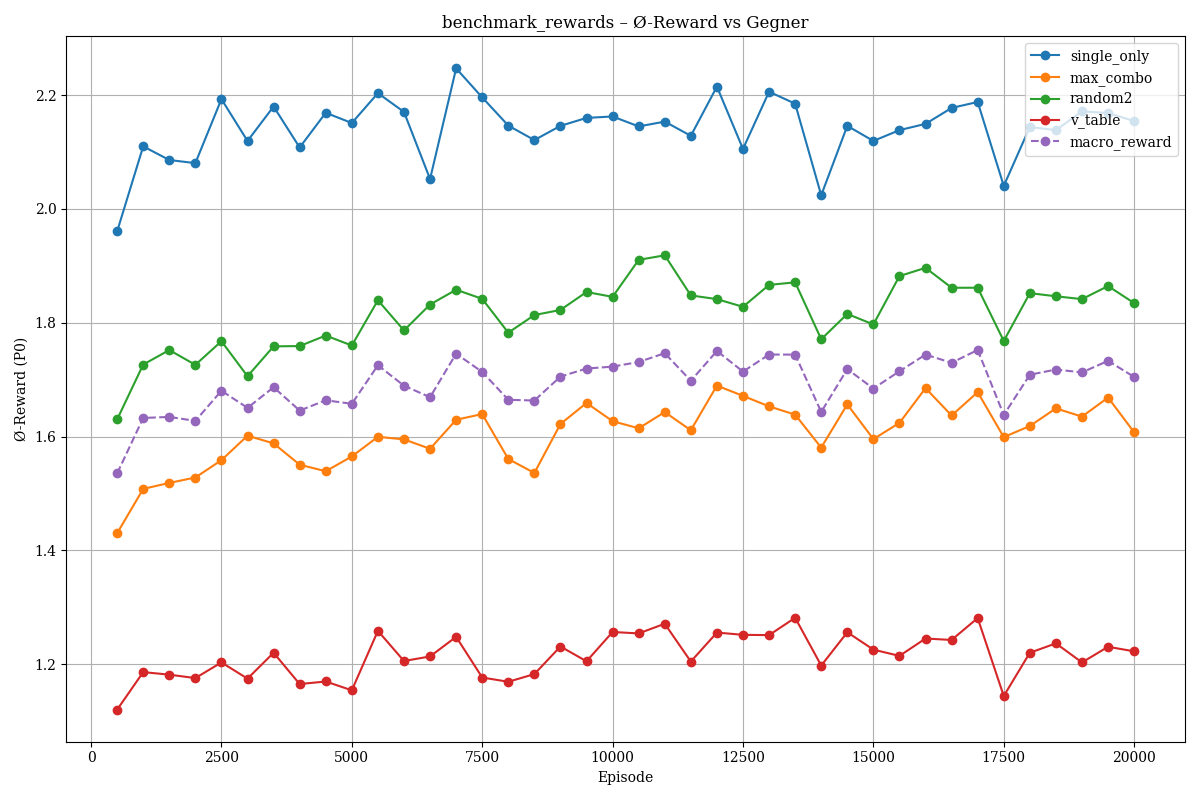 benchmark_rewards – Ø-Reward vs Gegner
single_only
max_combo
random2
v_table
macro_reward
Ø-Reward (P0)
2.2
2.0
1.8
1.6
1.4
1.2
0 2500 5000 7500 10000 12500 15000 17500 20000
Episode